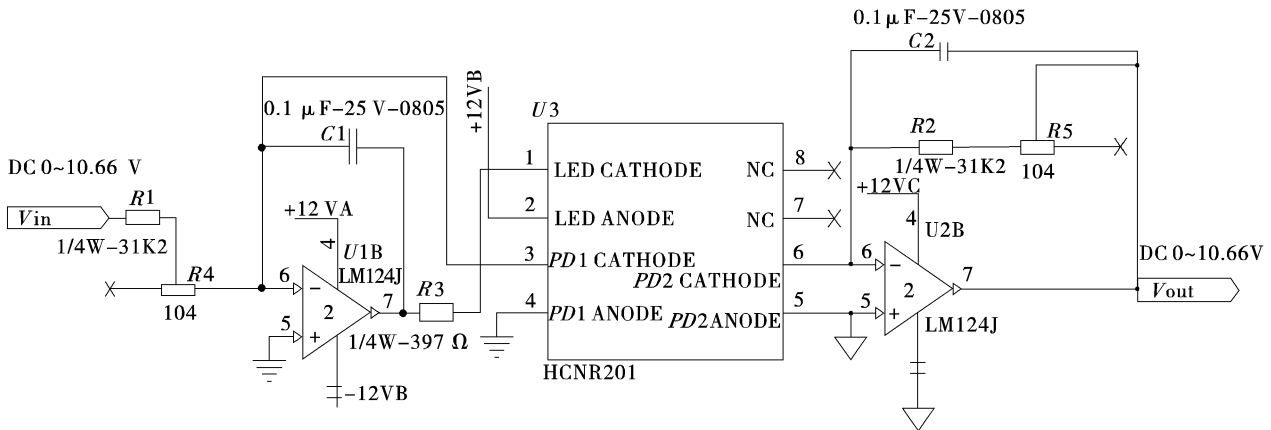 0.1 μF-25V-0805
C2
+12VB
U3
0.1 μF-25 V-0805
C1
R2
R5
1/4W-31K2
104
DC 0~10.66 V
Vin
R1
1/4W-31K2
R4
104
+12 VA
4
U1B
LM124J
6
5
2
7
−
+
-12VB
R3
1/4W-397 Ω
1
LED CATHODE
2
LED ANODE
3
PD1 CATHODE
4
PD1 ANODE
NC
8
NC
7
6
PD2 CATHODE
5
PD2ANODE
HCNR201
+12VC
4
U2B
6
5
−
+
2
7
LM124J
DC 0~10.66V
Vout